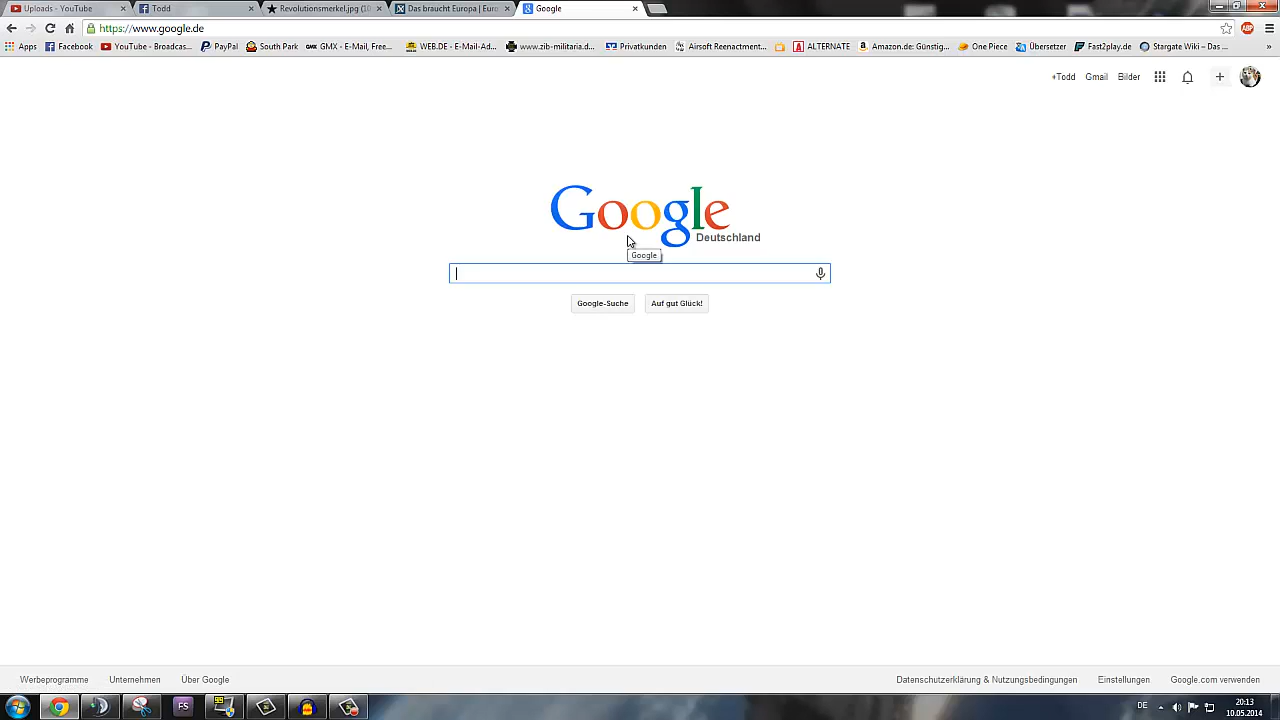 Uploads - YouTube
Todd
Revolutionsmerkel.jpg (10
Das braucht Europa | Euro
Google
https://www.google.de
Apps
Facebook
YouTube - Broadcas...
PayPal
South Park
GMX - E-Mail, Free...
WEB.DE - E-Mail-Ad...
www.zib-militaria.d...
Privatkunden
Airsoft Reenactment...
ALTERNATE
Amazon.de: Günstig...
One Piece
Übersetzer
Fast2play.de
Stargate Wiki – Das ...
»
+Todd
Gmail
Bilder
Google
Deutschland
Google
Google-Suche
Auf gut Glück!
Werbeprogramme
Unternehmen
Über Google
Datenschutzerklärung & Nutzungsbedingungen
Einstellungen
Google.com verwenden
FS
DE
20:13
10.05.2014